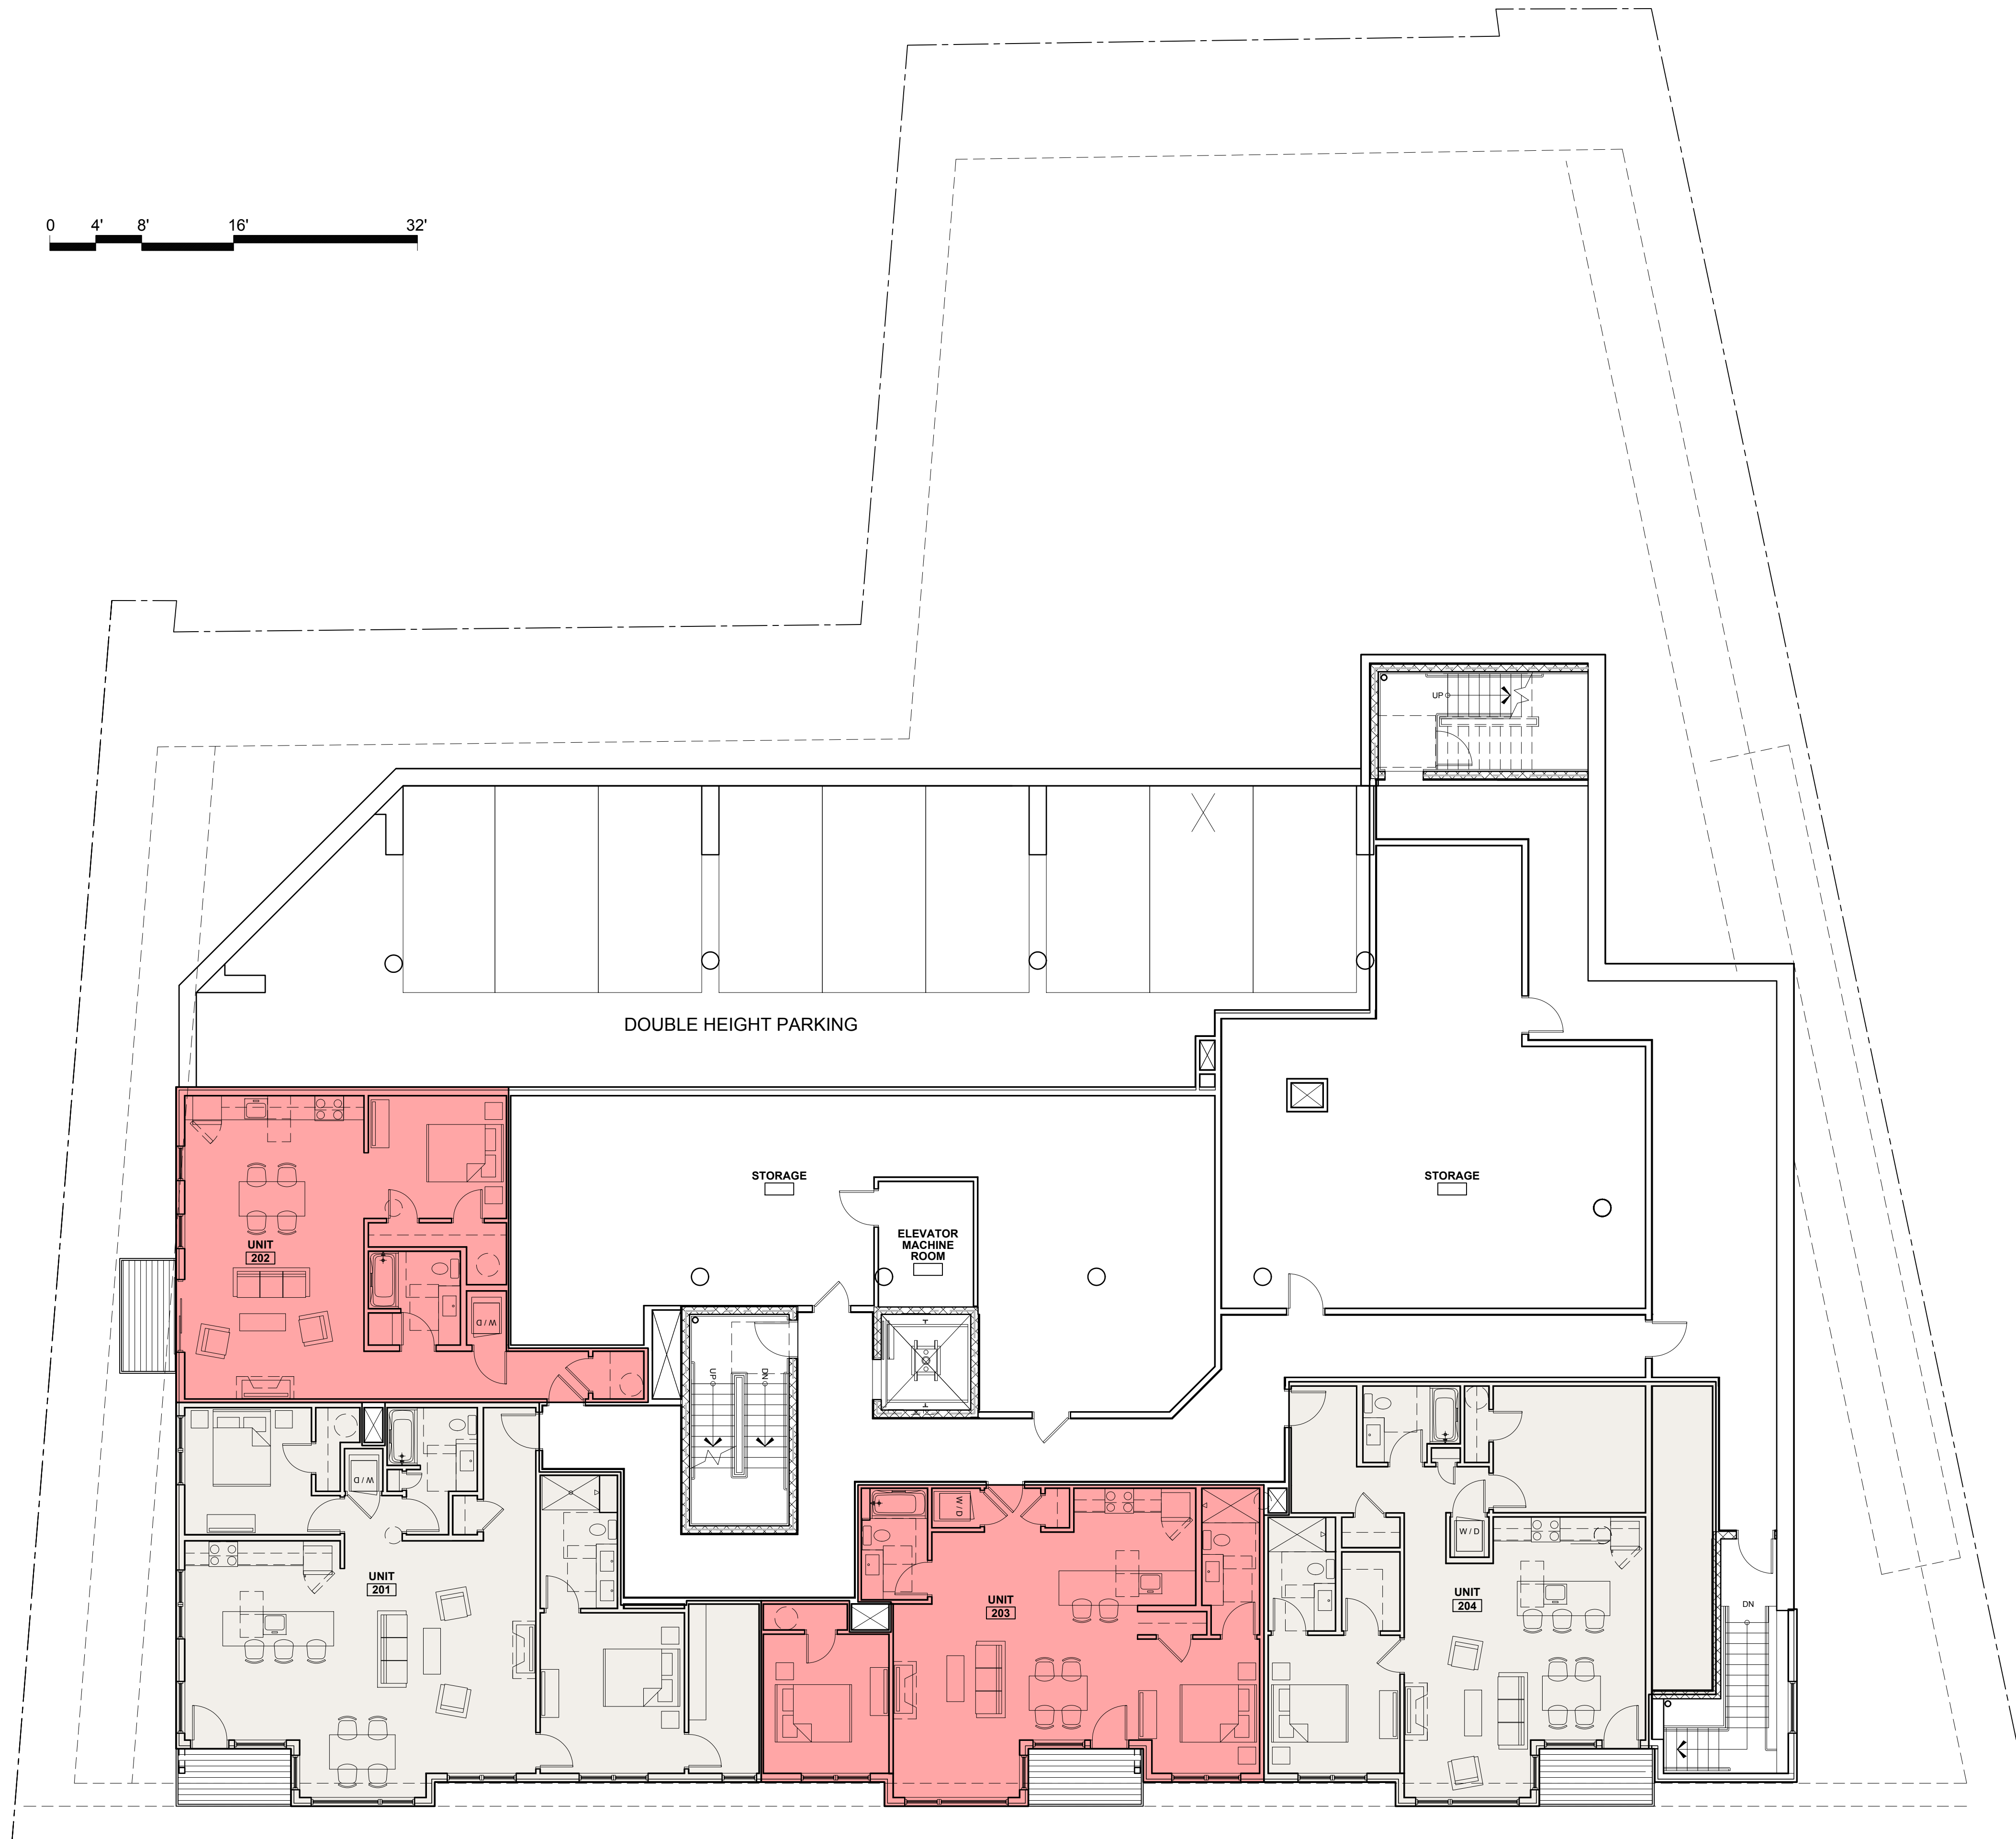 0 4' 8' 16' 32'
UP
DOUBLE HEIGHT PARKING
STORAGE
STORAGE
ELEVATOR
MACHINE
ROOM
UNIT
202
W / D
UP
DN
W / D
W / D
W / D
UNIT
201
UNIT
203
UNIT
204
DN